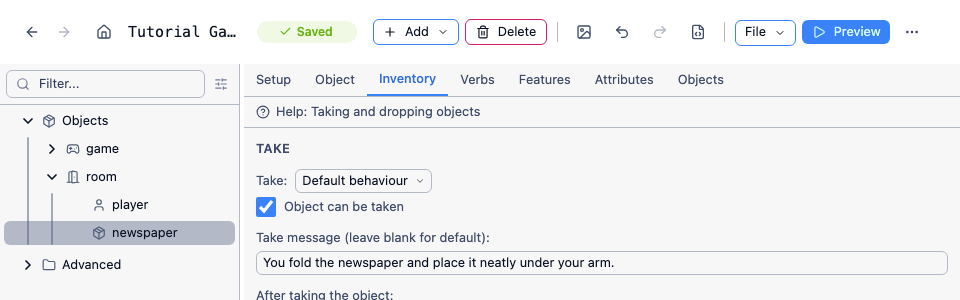 Tutorial Ga… Saved Add Delete File Preview
Filter...
Setup Object Inventory Verbs Features Attributes Objects
Help: Taking and dropping objects
Objects
game
room
player
newspaper
Advanced
TAKE
Take: Default behaviour
Object can be taken
Take message (leave blank for default):
You fold the newspaper and place it neatly under your arm.
After taking the object: